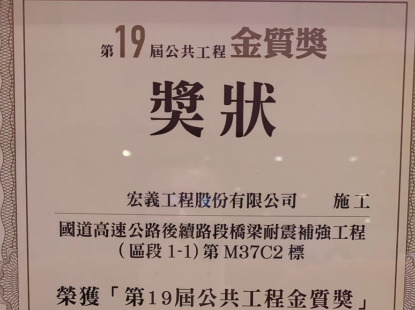 第19屆公共工程 金質獎
獎狀
宏義工程股份有限公司 施工
國道高速公路後續路段橋梁耐震補強工程
(區段 1-1) 第 M37C2 標
榮獲「第19屆公共工程金質獎」